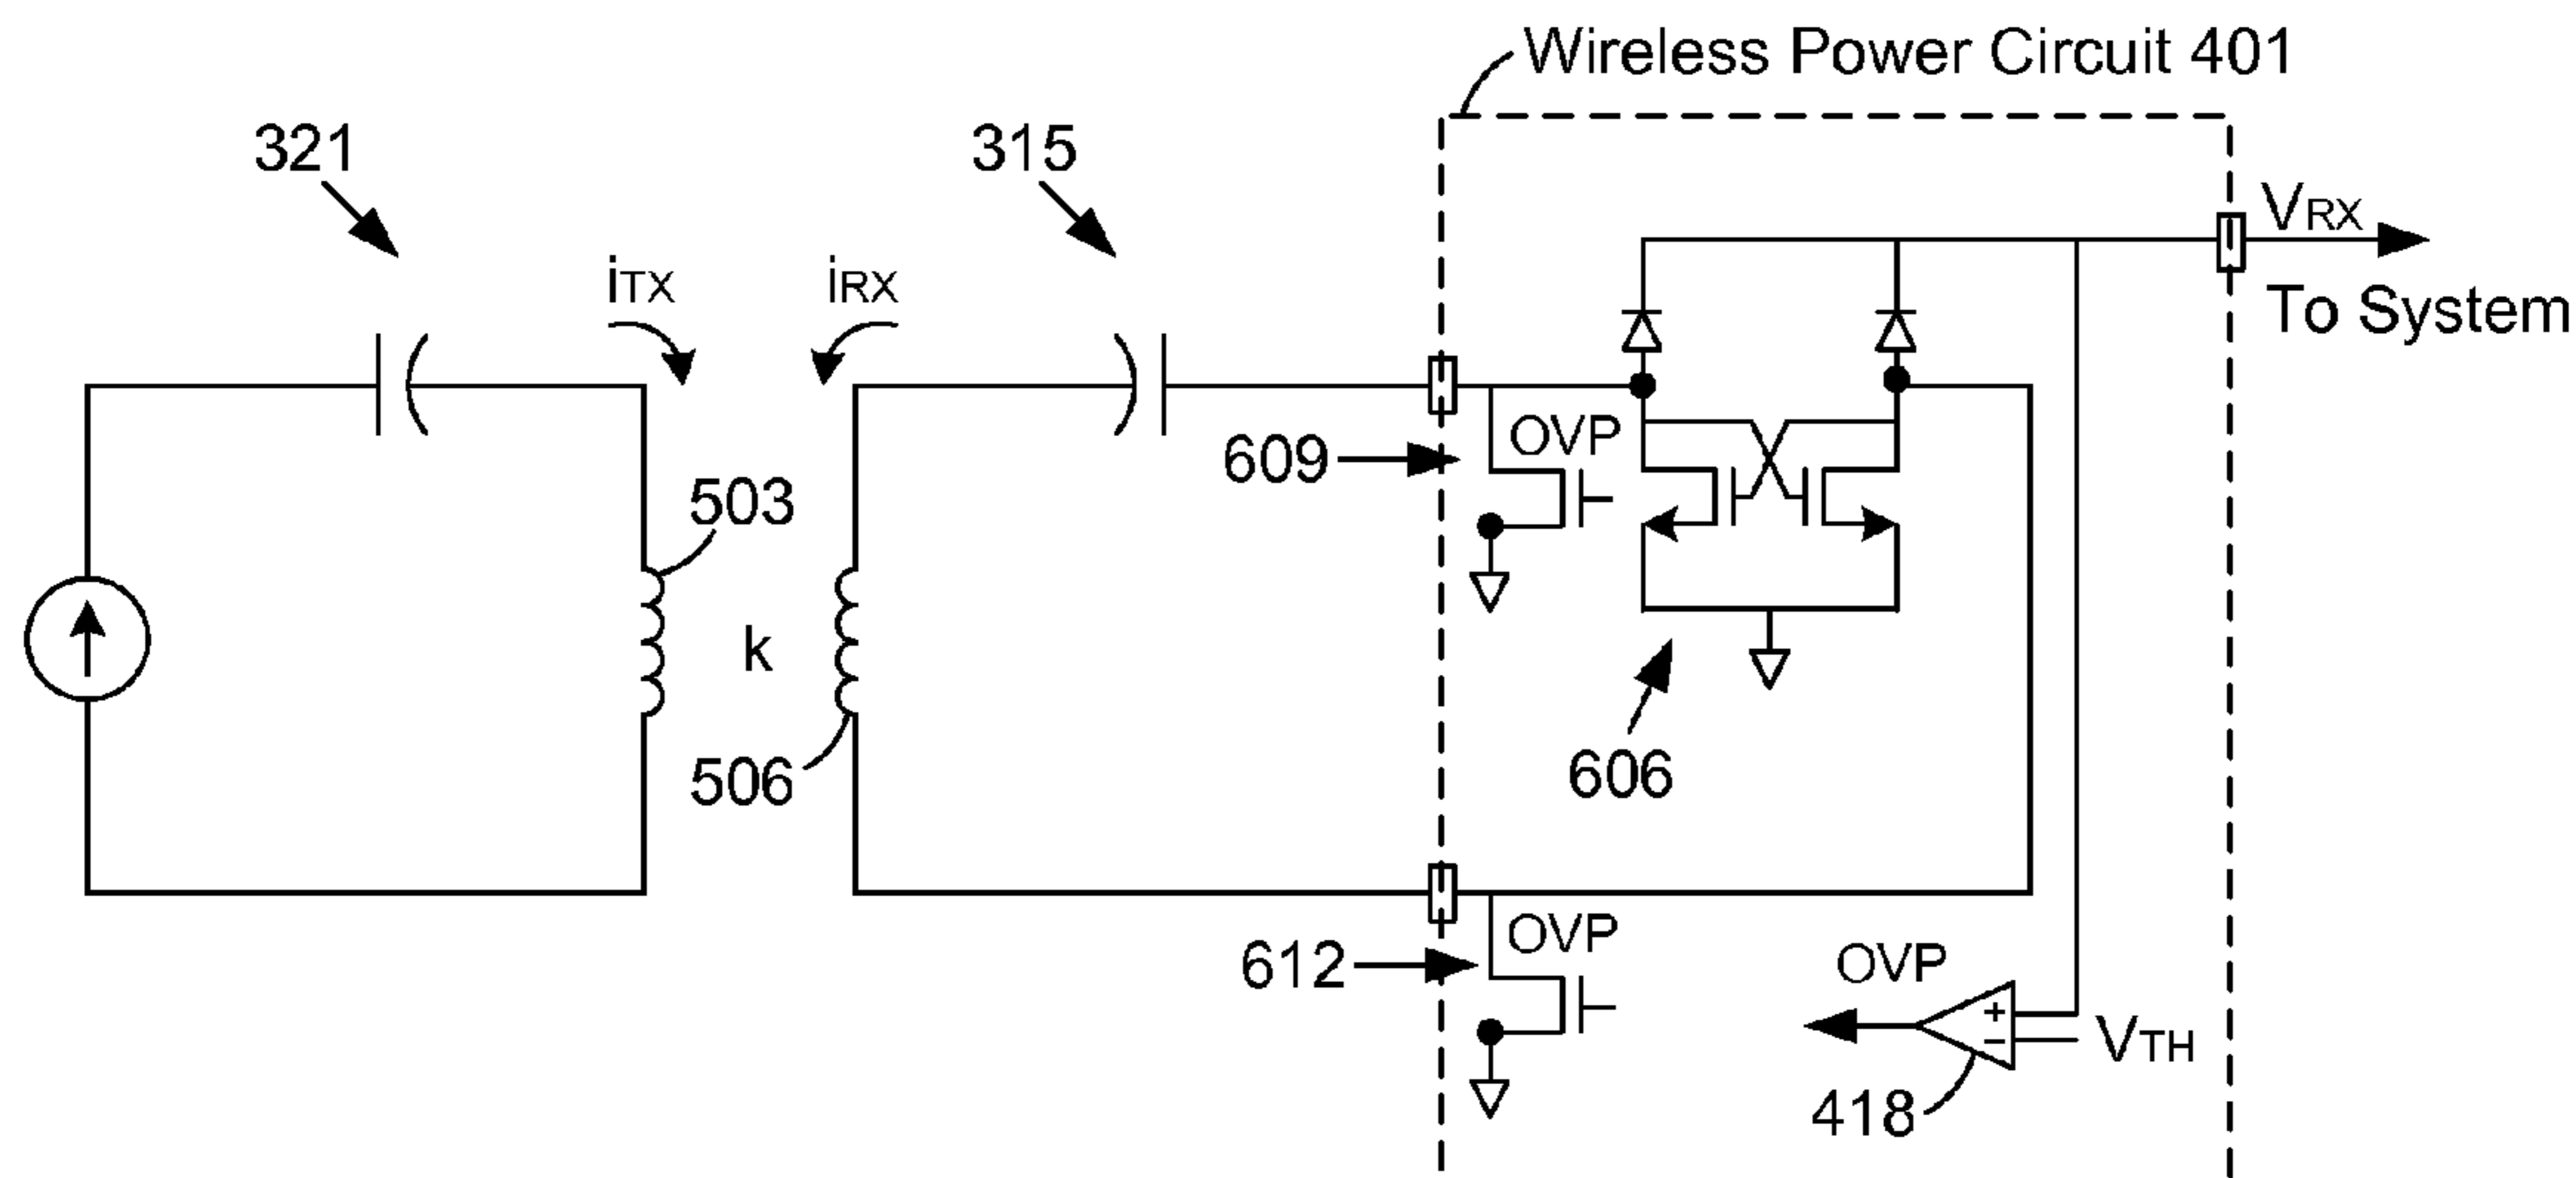 Wireless Power Circuit 401
321
315
VRX
iTX
iRX
To System
OVP
609
503
k
506
606
OVP
612
OVP
+
−
VTH
418